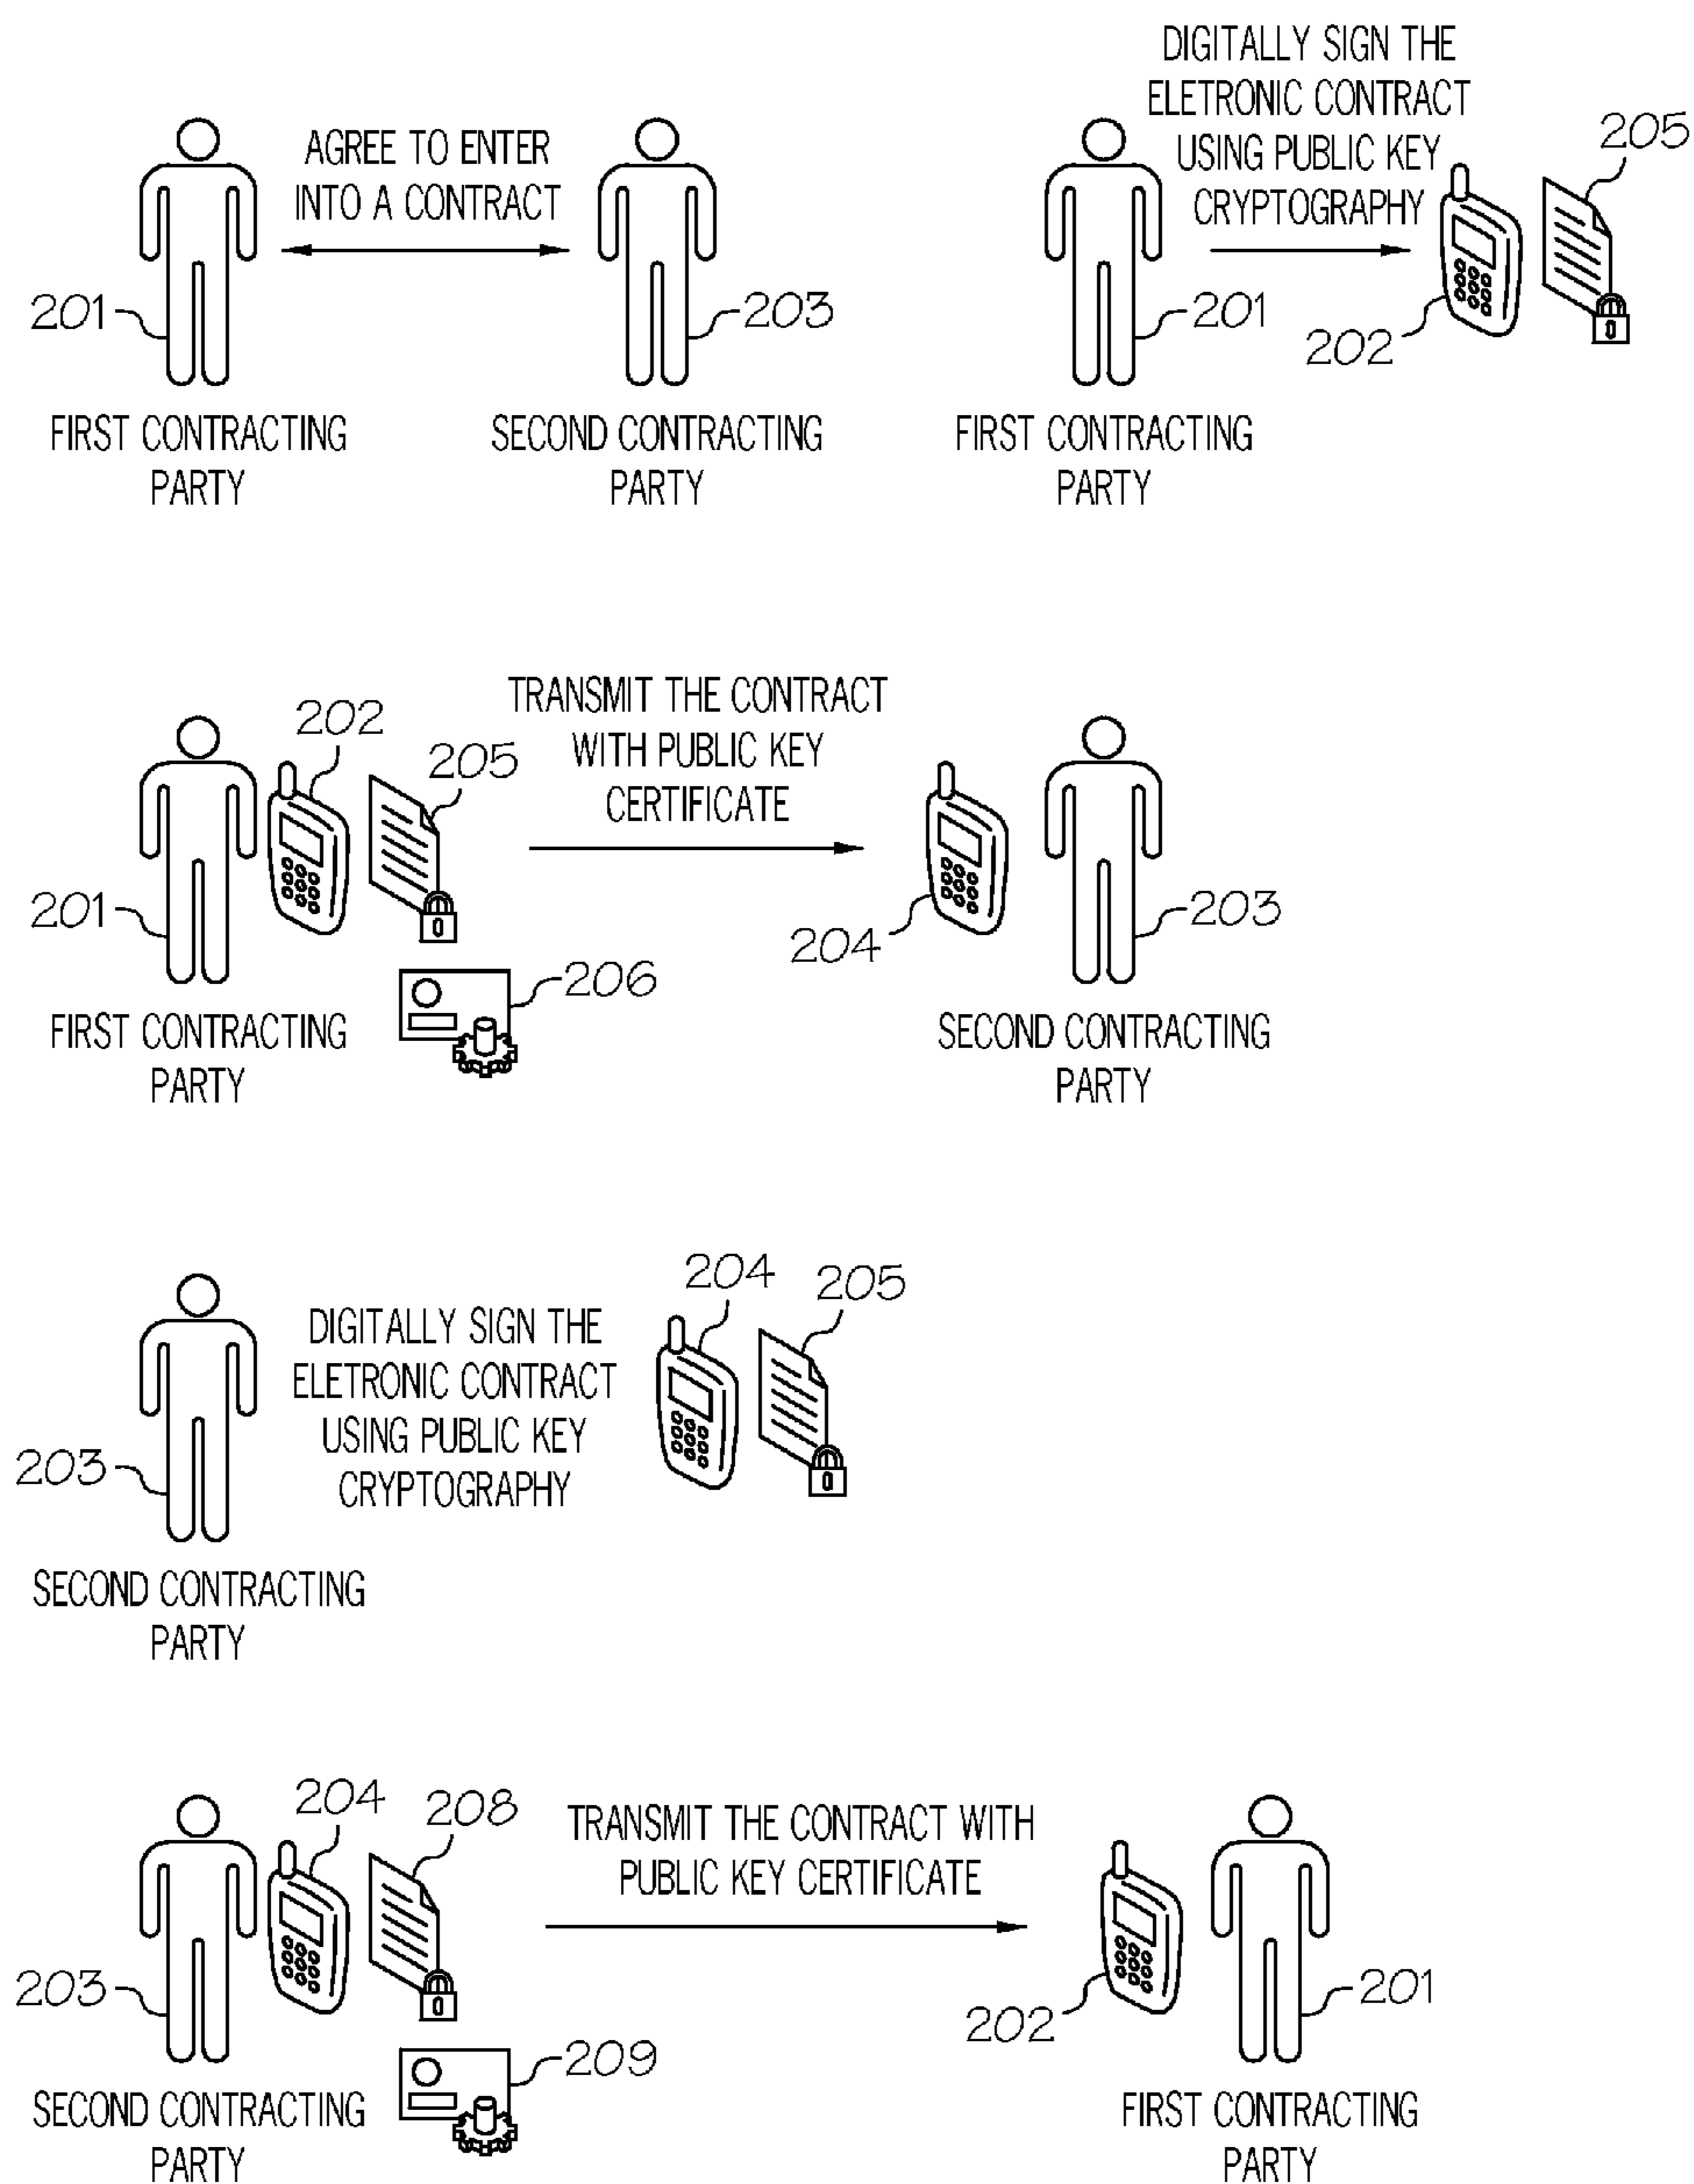 AGREE TO ENTER
INTO A CONTRACT
201
203
FIRST CONTRACTING
PARTY
SECOND CONTRACTING
PARTY
DIGITALLY SIGN THE
ELETRONIC CONTRACT
USING PUBLIC KEY
CRYPTOGRAPHY
205
201
202
FIRST CONTRACTING
PARTY
202
205
TRANSMIT THE CONTRACT
WITH PUBLIC KEY
CERTIFICATE
201
206
204
203
FIRST CONTRACTING
PARTY
SECOND CONTRACTING
PARTY
204
205
DIGITALLY SIGN THE
ELETRONIC CONTRACT
USING PUBLIC KEY
CRYPTOGRAPHY
203
SECOND CONTRACTING
PARTY
204
208
TRANSMIT THE CONTRACT WITH
PUBLIC KEY CERTIFICATE
203
209
202
201
SECOND CONTRACTING
PARTY
FIRST CONTRACTING
PARTY